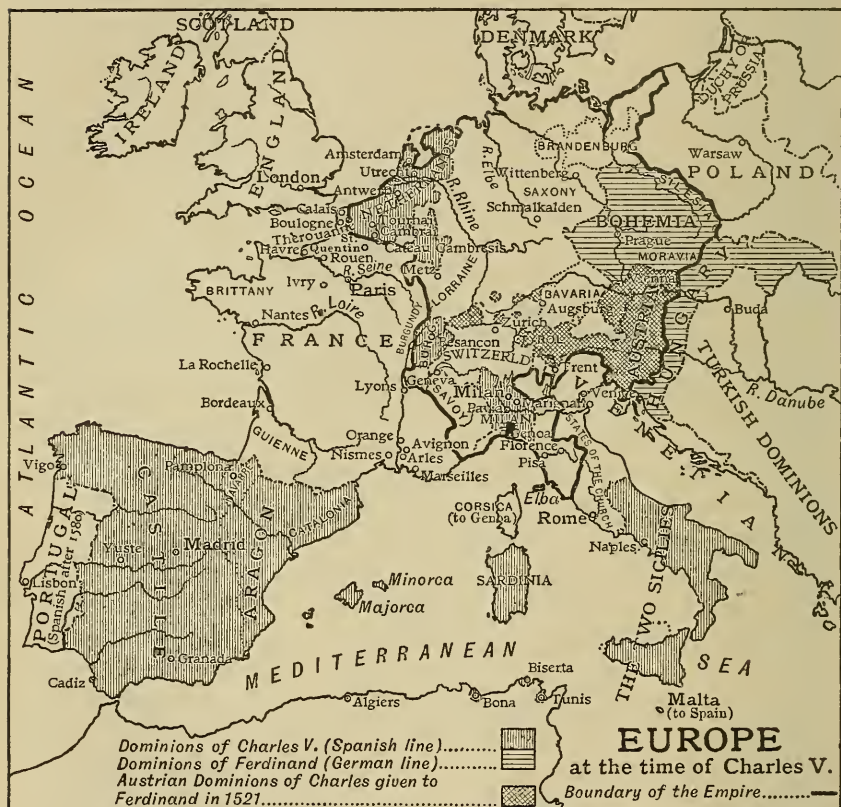 SCOTLAND
IRELAND
ENGLAND
London
DENMARK
DUCHY OF
PRUSSIA
BRANDENBURG
Warsaw
POLAND
R. Elbe
Wittenberg
SAXONY
Schmalkalden
SILESIA
BOHEMIA
Prague
MORAVIA
Amsterdam
Utrecht
Antwerp
NETHERLANDS
R. Rhine
Calais
Boulogne
Therouanne
Tournai
Cambrai
Havre
St.
Quentin
Cateau Cambresis
Rouen
R. Seine
Metz
LORRAINE
BRITTANY
Ivry
Paris
Nantes
R. Loire
FRANCE
BURGUNDY
BURG.
Besancon
Zurich
SWITZERLD
TYROL
BAVARIA
Augsburg
Vienna
AUSTRIA
HUNGARY
Buda
R. Danube
TURKISH DOMINIONS
La Rochelle
Bordeaux
GUIENNE
Lyons
Geneva
SAVOY
Milan
Pavia
Marignano
MILAN
Genoa
Trent
Venice
VENETIAN
Florence
Pisa
STATES OF THE CHURCH
Orange
Avignon
Nismes
Arles
Marseilles
Elba
CORSICA
(to Genoa)
Rome
Naples
SARDINIA
THE TWO SICILIES
ATLANTIC OCEAN
Vigo
Pamplona
NAVARRE
PORTUGAL
(Spanish after 1580)
Lisbon
CASTILE
Yuste
Madrid
ARAGON
CATALONIA
Granada
Cadiz
Minorca
Majorca
MEDITERRANEAN
SEA
Algiers
Bona
Biserta
Tunis
Malta
(to Spain)
EUROPE
at the time of Charles V.
Dominions of Charles V. (Spanish line)..........
Dominions of Ferdinand (German line)..........
Austrian Dominions of Charles given to
Ferdinand in 1521..........
Boundary of the Empire..........